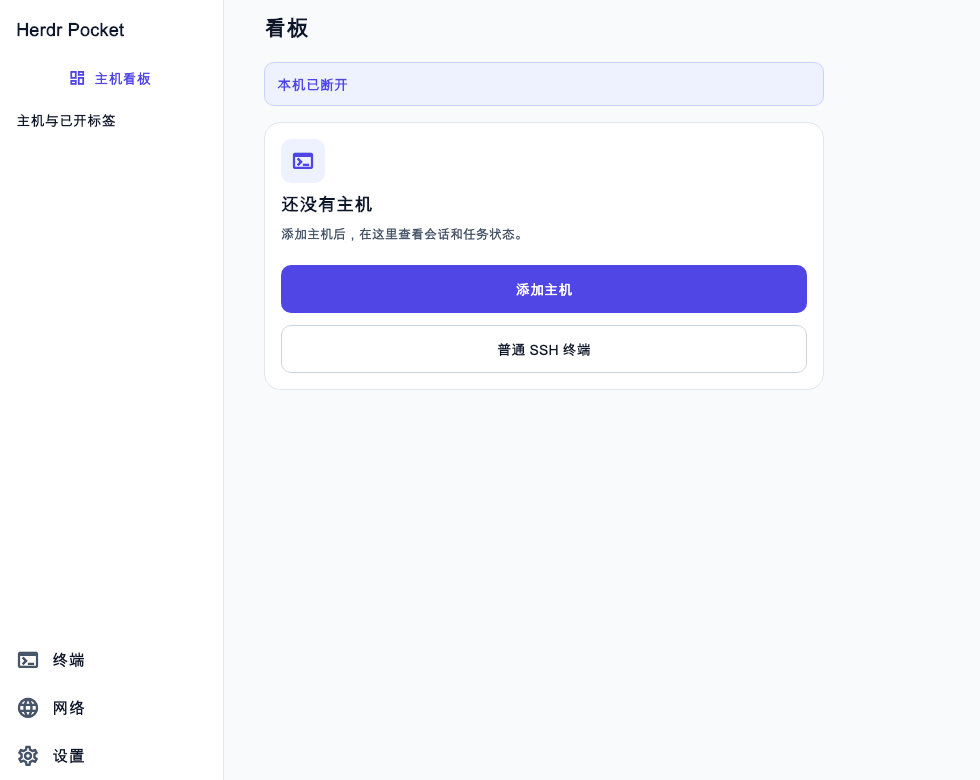 Herdr Pocket
主机看板
主机与已开标签
终端
网络
设置
看板
本机已断开
还没有主机
添加主机后，在这里查看会话和任务状态。
添加主机
普通 SSH 终端